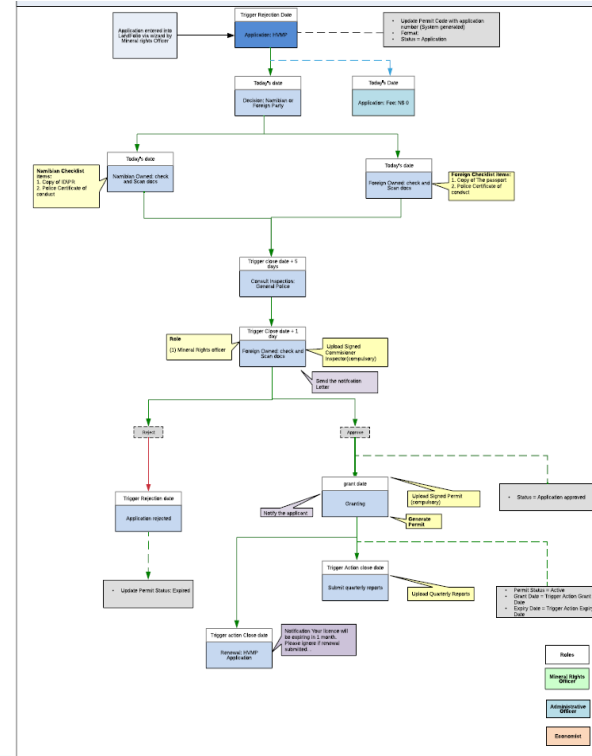 Trigger Rejection Date
Application: HVMP
Application entered into
Landfolio via wizard by
Mineral rights Officer
• Update Permit Code with application
number (System generated)
• Format:
• Status = Application
Today's date
Decision: Namibian or
Foreign Party
Today's Date
Application: Fee: N$ 0
Today's date
Namibian Owned: check
and Scan docs
Namibian Checklist
Items:
1. Copy of ID/PR
2. Police Certificate of
conduct
Today's date
Foreign Owned: check and
Scan docs
Foreign Checklist items:
1. Copy of The passport
2. Police Certificate of
conduct
Trigger close date + 5
days
Consult Inspection:
General Police
Trigger Close date + 1
day
Foreign Owned: check and
Scan docs
Role
(1) Mineral Rights officer
Upload Signed
Commissioner
inspector(compulsary)
Send the notification
Letter
Reject
Approve
Trigger Rejection date
Application rejected
• Update Permit Status: Expired
grant date
Granting
Notify the applicant
Upload Signed Permit
(compulsary)
Generate
Permit
• Status = Application approved
Trigger Action close date
Submit quarterly reports
Upload Quarterly Reports
• Permit Status = Active
• Grant Date = Trigger Action Grant
Date
• Expiry Date = Trigger Action Expiry
Date
Trigger action Close date
Renewal: HVMP
Application
Notification Your licence will
be expiring in 1 month.
Please ignore if renewal
submitted. .
Roles
Mineral Rights
Officer
Administrative
Officer
Economist